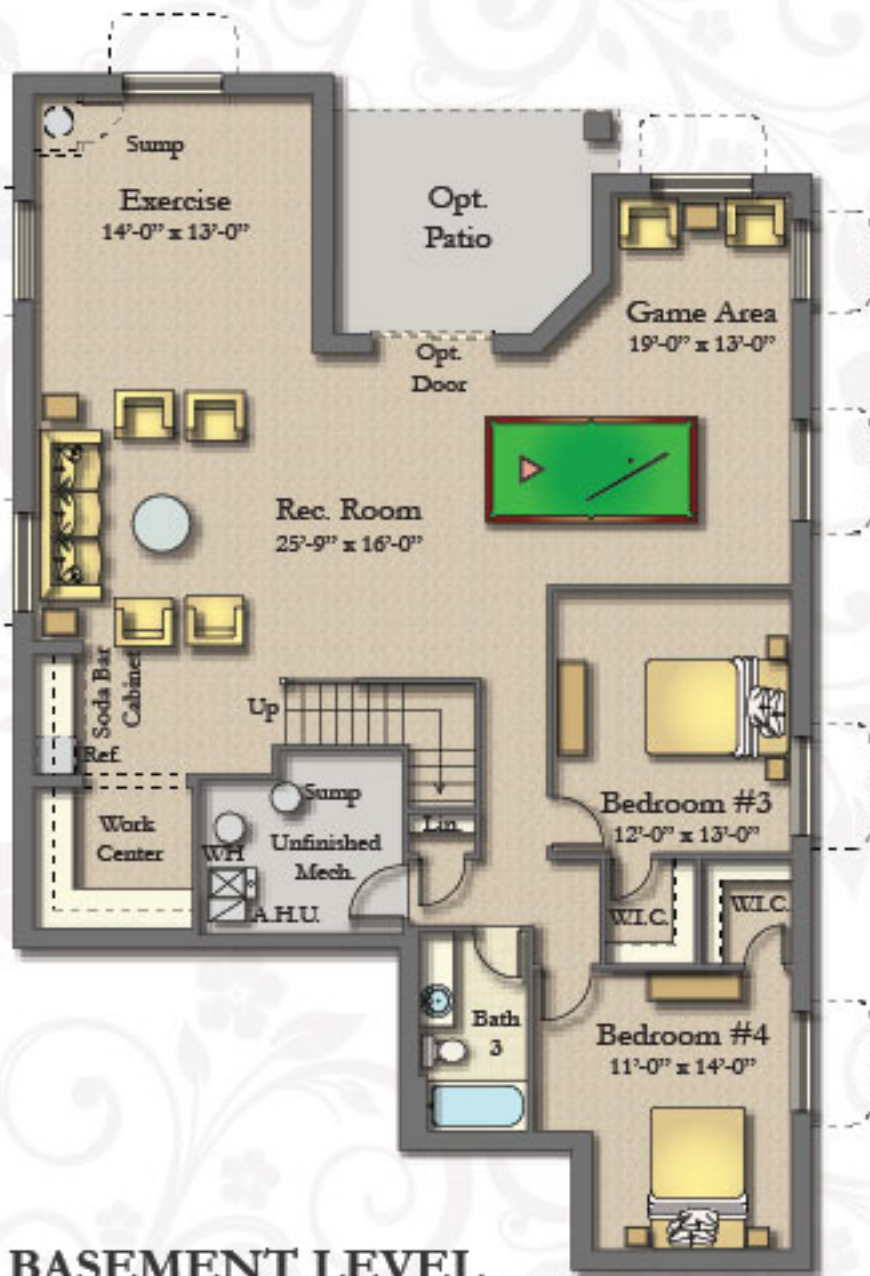 Sump
Exercise
14'-0" x 13'-0"
Opt.
Patio
Game Area
19'-0" x 13'-0"
Opt.
Door
Rec. Room
25'-9" x 16'-0"
Soda Bar
Cabinet
Up
Ref.
Sump
Work
Center
WH
Unfinished
Mech.
A.H.U.
Lin.
Bedroom #3
12'-0" x 13'-0"
W.I.C.
W.I.C.
Bath
3
Bedroom #4
11'-0" x 14'-0"
BASEMENT LEVEL